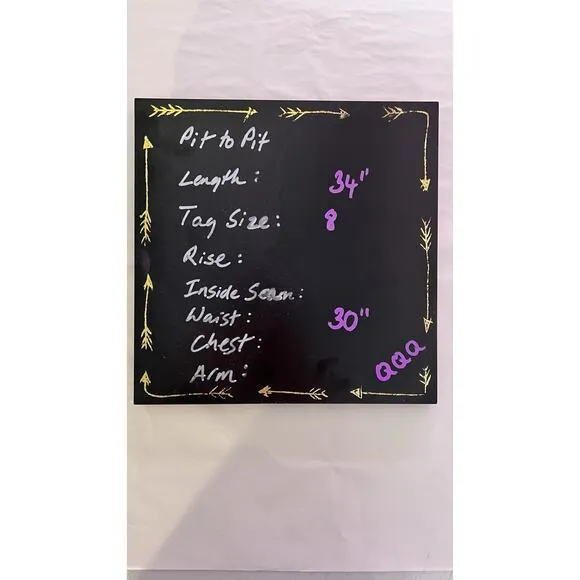 Pit to Pit
Length: 34"
Tag Size: 8
Rise:
Inside Seam:
Waist: 30"
Chest:
Arm:
QQQ